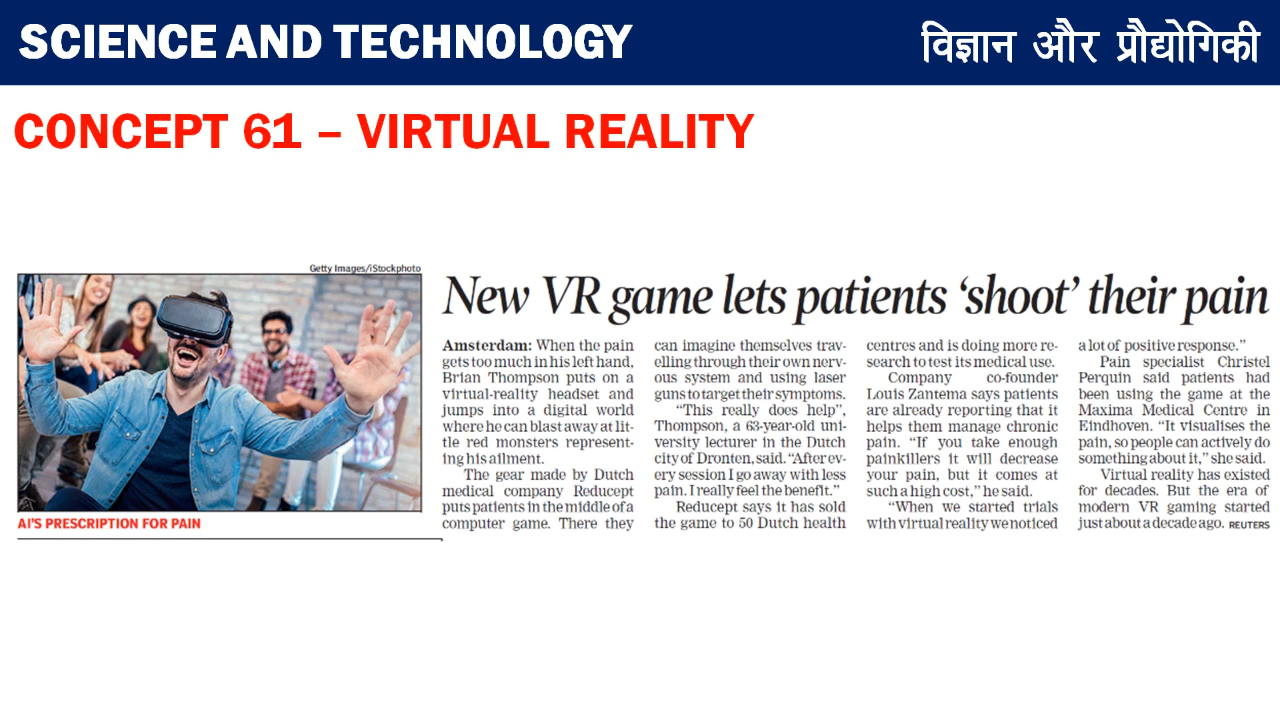 SCIENCE AND TECHNOLOGY
विज्ञान और प्रौद्योगिकी
CONCEPT 61 – VIRTUAL REALITY
Getty Images/iStockphoto
AI'S PRESCRIPTION FOR PAIN
New VR game lets patients ‘shoot’ their pain
Amsterdam: When the pain
gets too much in his left hand,
Brian Thompson puts on a
virtual-reality headset and
jumps into a digital world
where he can blast away at lit-
tle red monsters represent-
ing his ailment.
The gear made by Dutch
medical company Reducept
puts patients in the middle of a
computer game. There they
can imagine themselves trav-
elling through their own nerv-
ous system and using laser
guns to target their symptoms.
“This really does help”,
Thompson, a 63-year-old uni-
versity lecturer in the Dutch
city of Dronten, said. “After ev-
ery session I go away with less
pain. I really feel the benefit.”
Reducept says it has sold
the game to 50 Dutch health
centres and is doing more re-
search to test its medical use.
Company co-founder
Louis Zantema says patients
are already reporting that it
helps them manage chronic
pain. “If you take enough
painkillers it will decrease
your pain, but it comes at
such a high cost,” he said.
“When we started trials
with virtual reality we noticed
a lot of positive response.”
Pain specialist Christel
Perquin said patients had
been using the game at the
Maxima Medical Centre in
Eindhoven. “It visualises the
pain, so people can actively do
something about it,” she said.
Virtual reality has existed
for decades. But the era of
modern VR gaming started
just about a decade ago. REUTERS